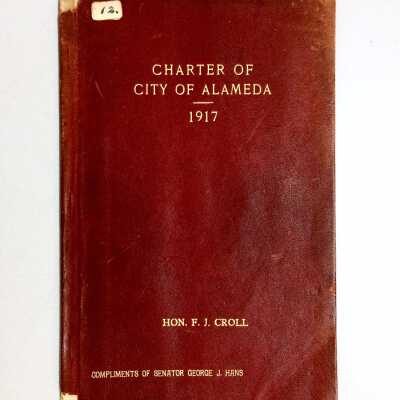 12.
CHARTER OF
CITY OF ALAMEDA
1917
HON. F. J. CROLL
COMPLIMENTS OF SENATOR GEORGE J. HANS